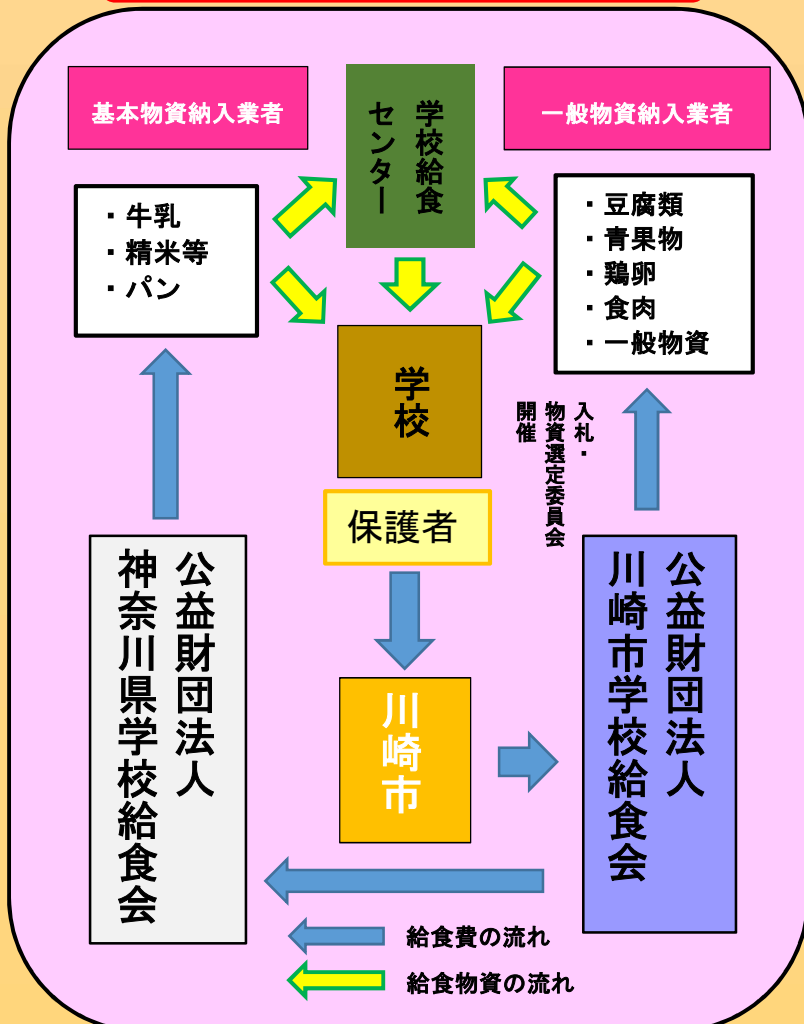 基本物資納入業者
学校給食
センター
一般物資納入業者
・牛乳
・精米等
・パン
・豆腐類
・青果物
・鶏卵
・食肉
・一般物資
学校
入札・
物資選定委員会
開催
保護者
公益財団法人
神奈川県学校給食会
川崎市
公益財団法人
川崎市学校給食会
給食費の流れ
給食物資の流れ